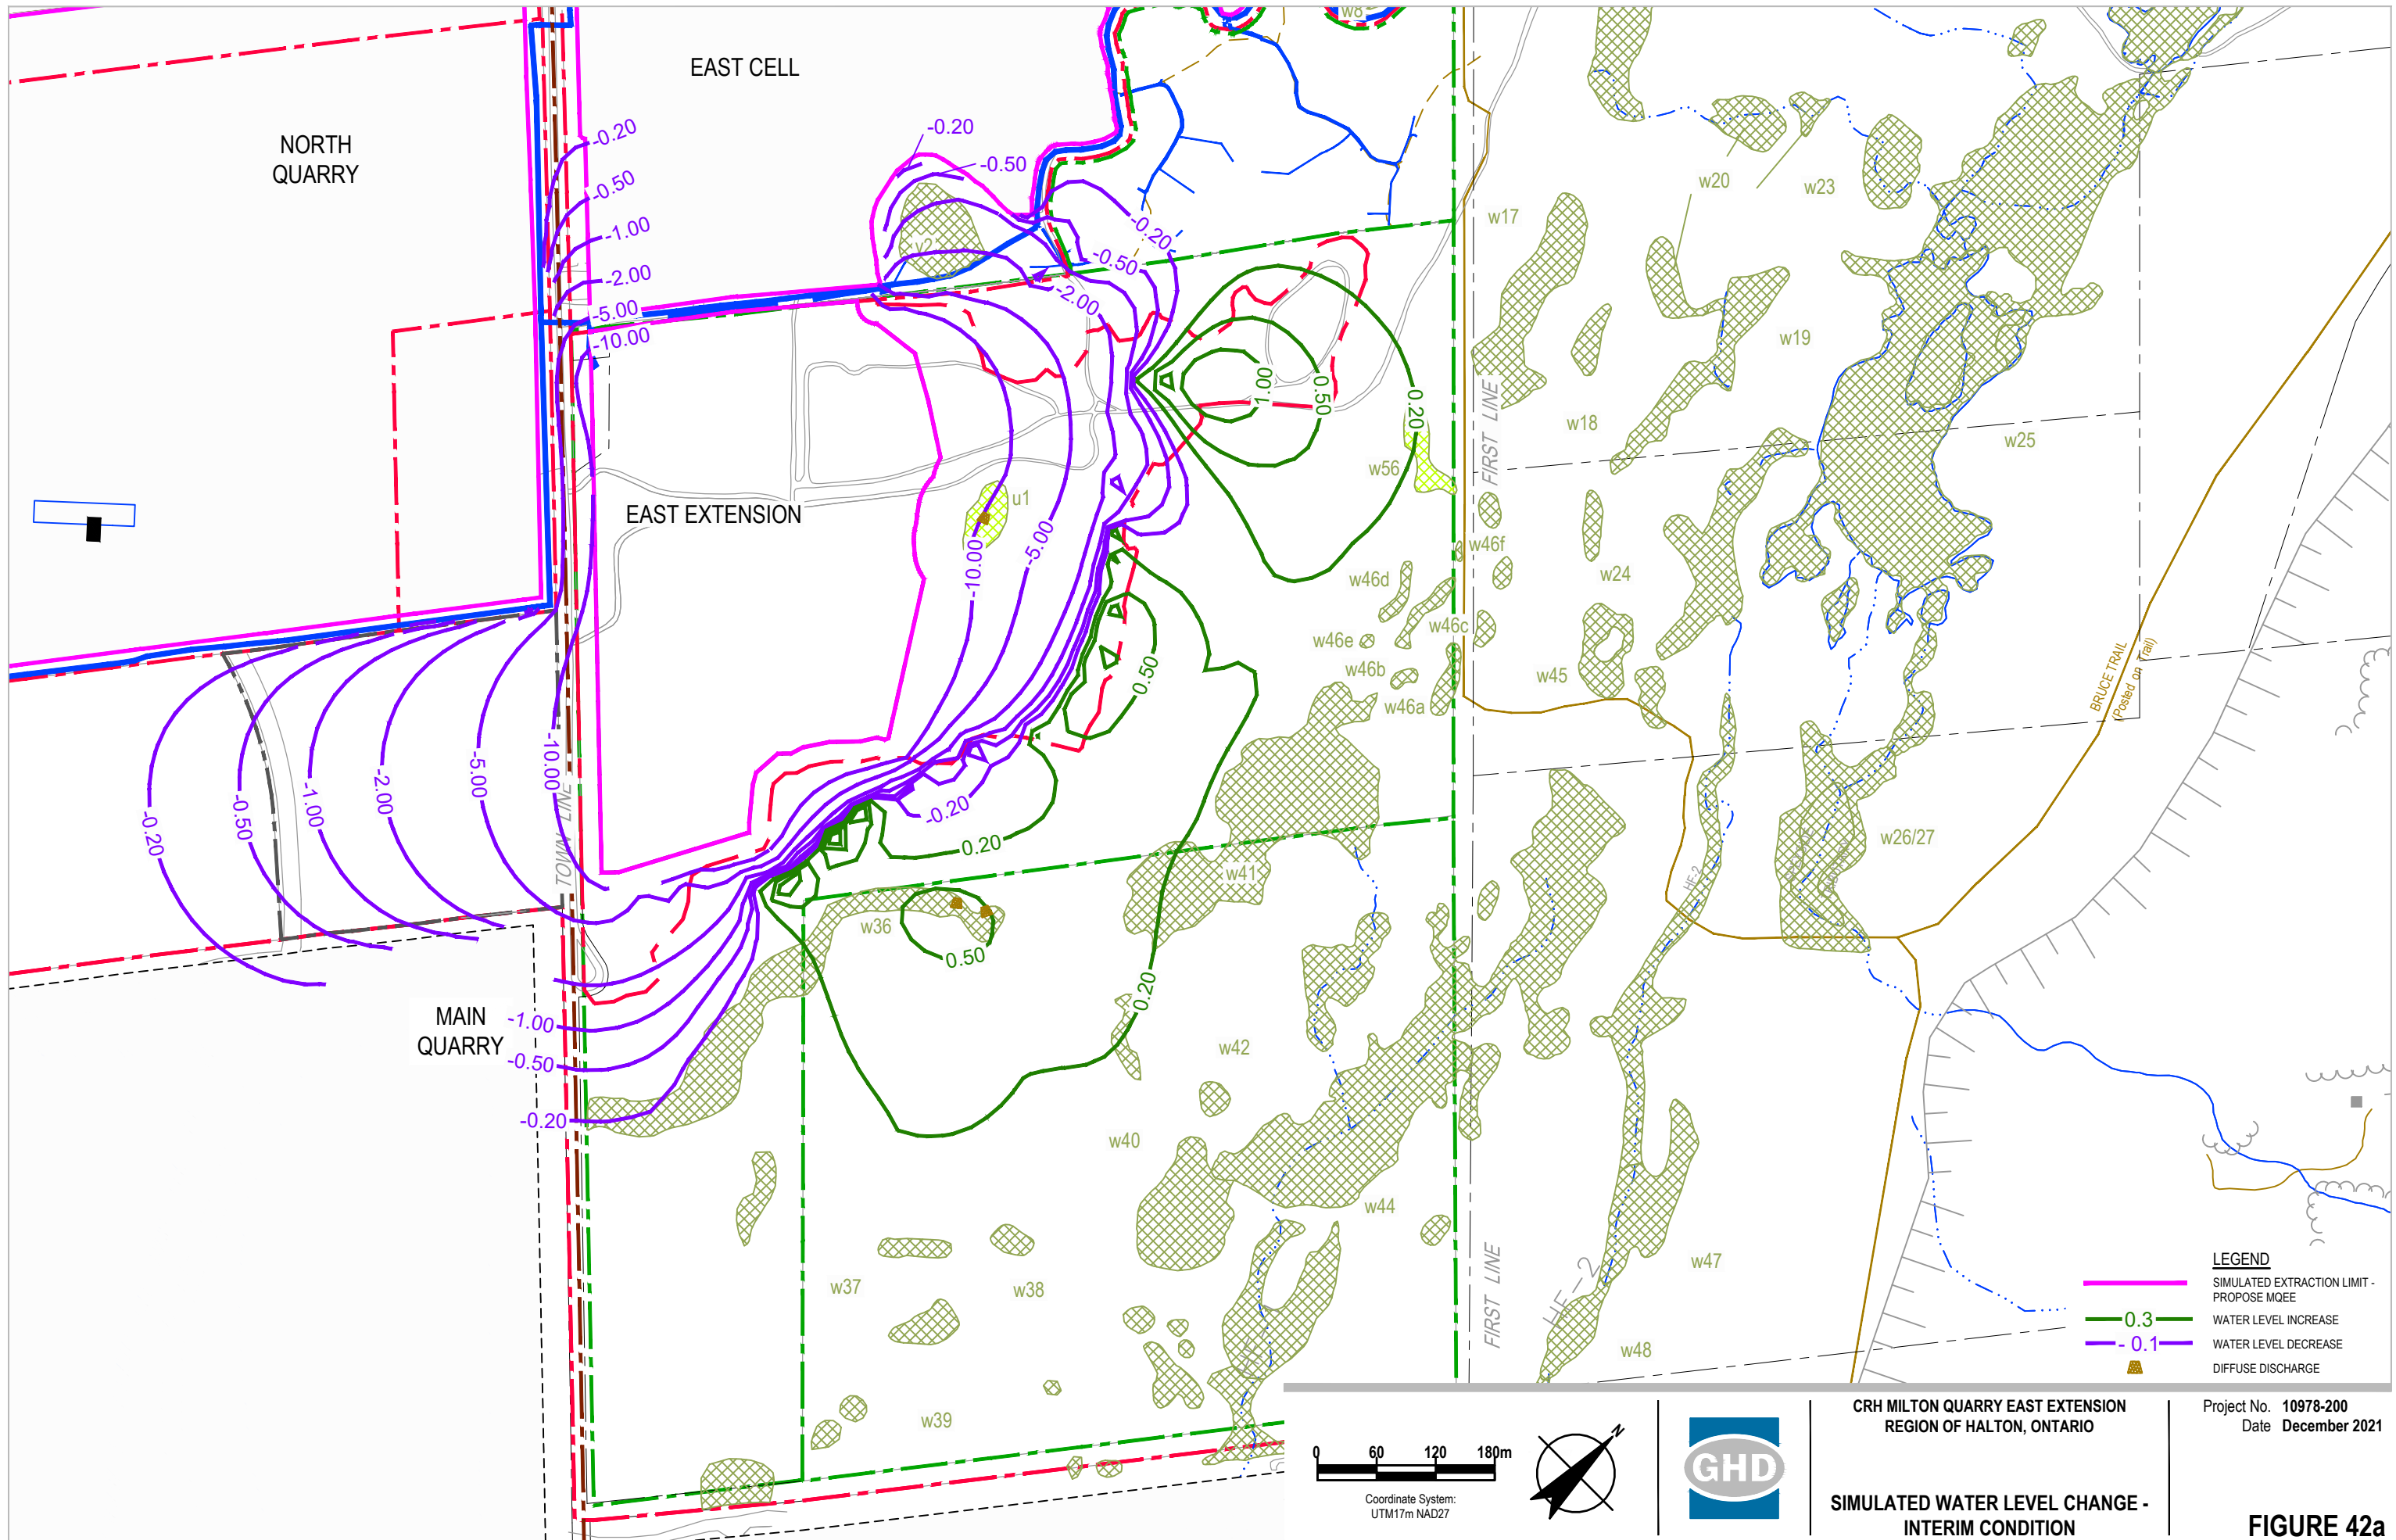 EAST CELL
NORTH
QUARRY
EAST EXTENSION
MAIN
QUARRY
-0.20
-0.50
-1.00
-2.00
-5.00
-10.00
-0.20
-0.50
-0.20
-0.50
-2.00
-10.00
-5.00
1.00
0.50
0.20
0.50
-0.20
-0.50
-1.00
-2.00
-5.00
-10.00
-0.20
0.20
0.50
0.20
-1.00
-0.50
-0.20
w8
v2
u1
w17
w20
w23
w19
w18
w25
w56
w46f
w46d
w24
w46c
w46e
w46b
w46a
w45
w41
w36
w26/27
w42
w40
w44
w37
w38
w47
w48
w39
TOWN LINE
FIRST LINE
FIRST LINE
HF-2
HF-2
BRUCE TRAIL
(Posted on Trail)
LEGEND
SIMULATED EXTRACTION LIMIT -
PROPOSE MQEE
0.3 WATER LEVEL INCREASE
- 0.1 WATER LEVEL DECREASE
DIFFUSE DISCHARGE
0 60 120 180m
Coordinate System:
UTM17m NAD27
N
GHD
CRH MILTON QUARRY EAST EXTENSION
REGION OF HALTON, ONTARIO
SIMULATED WATER LEVEL CHANGE -
INTERIM CONDITION
Project No. 10978-200
Date December 2021
FIGURE 42a